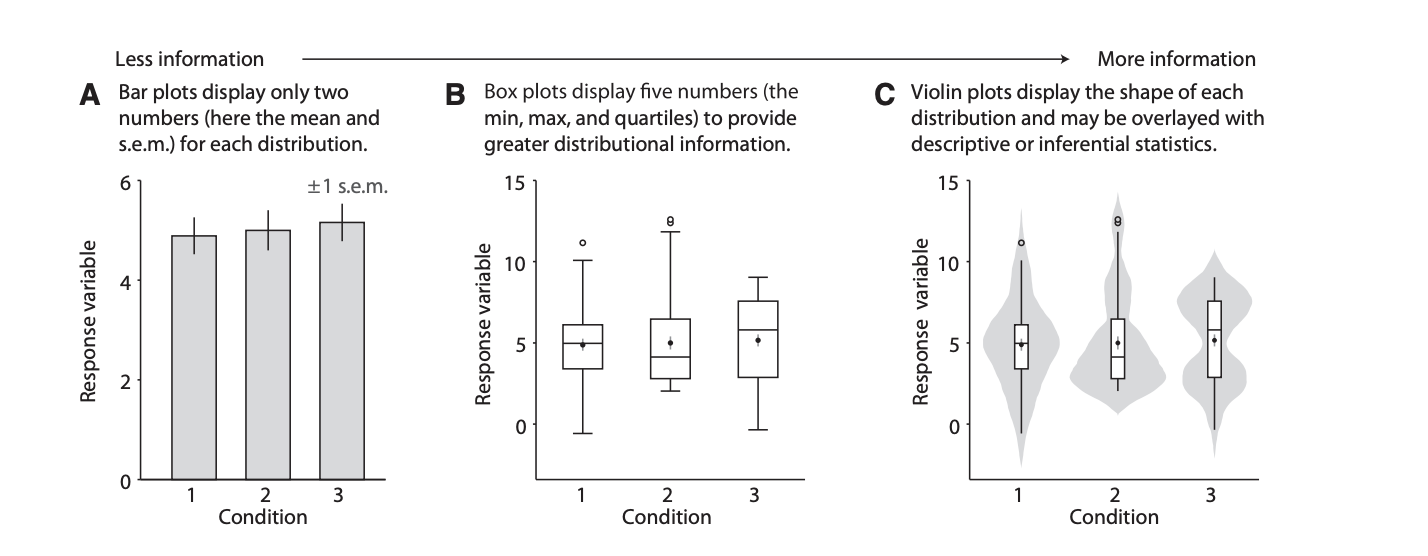 Less information
More information
A
Bar plots display only two
numbers (here the mean and
s.e.m.) for each distribution.
6
4
2
0
±1 s.e.m.
Response variable
1 2 3
Condition
B
Box plots display five numbers (the
min, max, and quartiles) to provide
greater distributional information.
15
10
5
0
Response variable
1 2 3
Condition
C
Violin plots display the shape of each
distribution and may be overlayed with
descriptive or inferential statistics.
15
10
5
0
Response variable
1 2 3
Condition